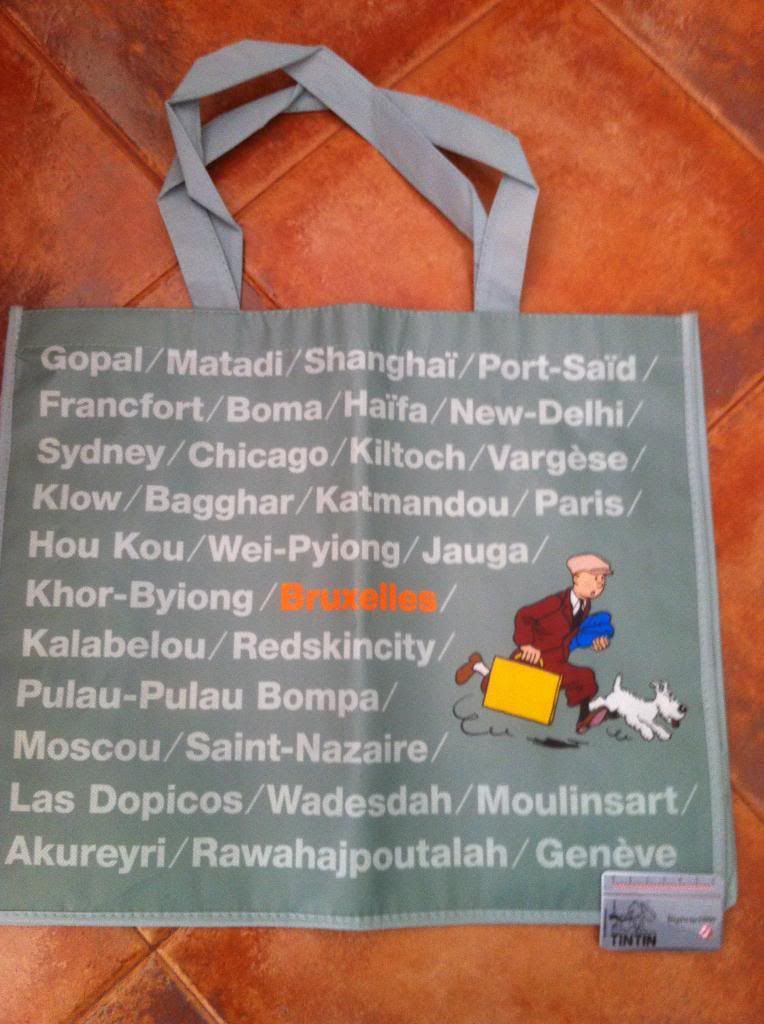 Gopal/Matadi/Shanghaï/Port-Saïd/
Francfort/Boma/Haïfa/New-Delhi/
Sydney/Chicago/Kiltoch/Vargèse/
Klow/Bagghar/Katmandou/Paris/
Hou Kou/Wei-Pyiong/Jauga/
Khor-Byiong/Bruxelles/
Kalabelou/Redskincity/
Pulau-Pulau Bompa/
Moscou/Saint-Nazaire/
Las Dopicos/Wadesdah/Moulinsart/
Akureyri/Rawahajpoutalah/Genève
TINTIN